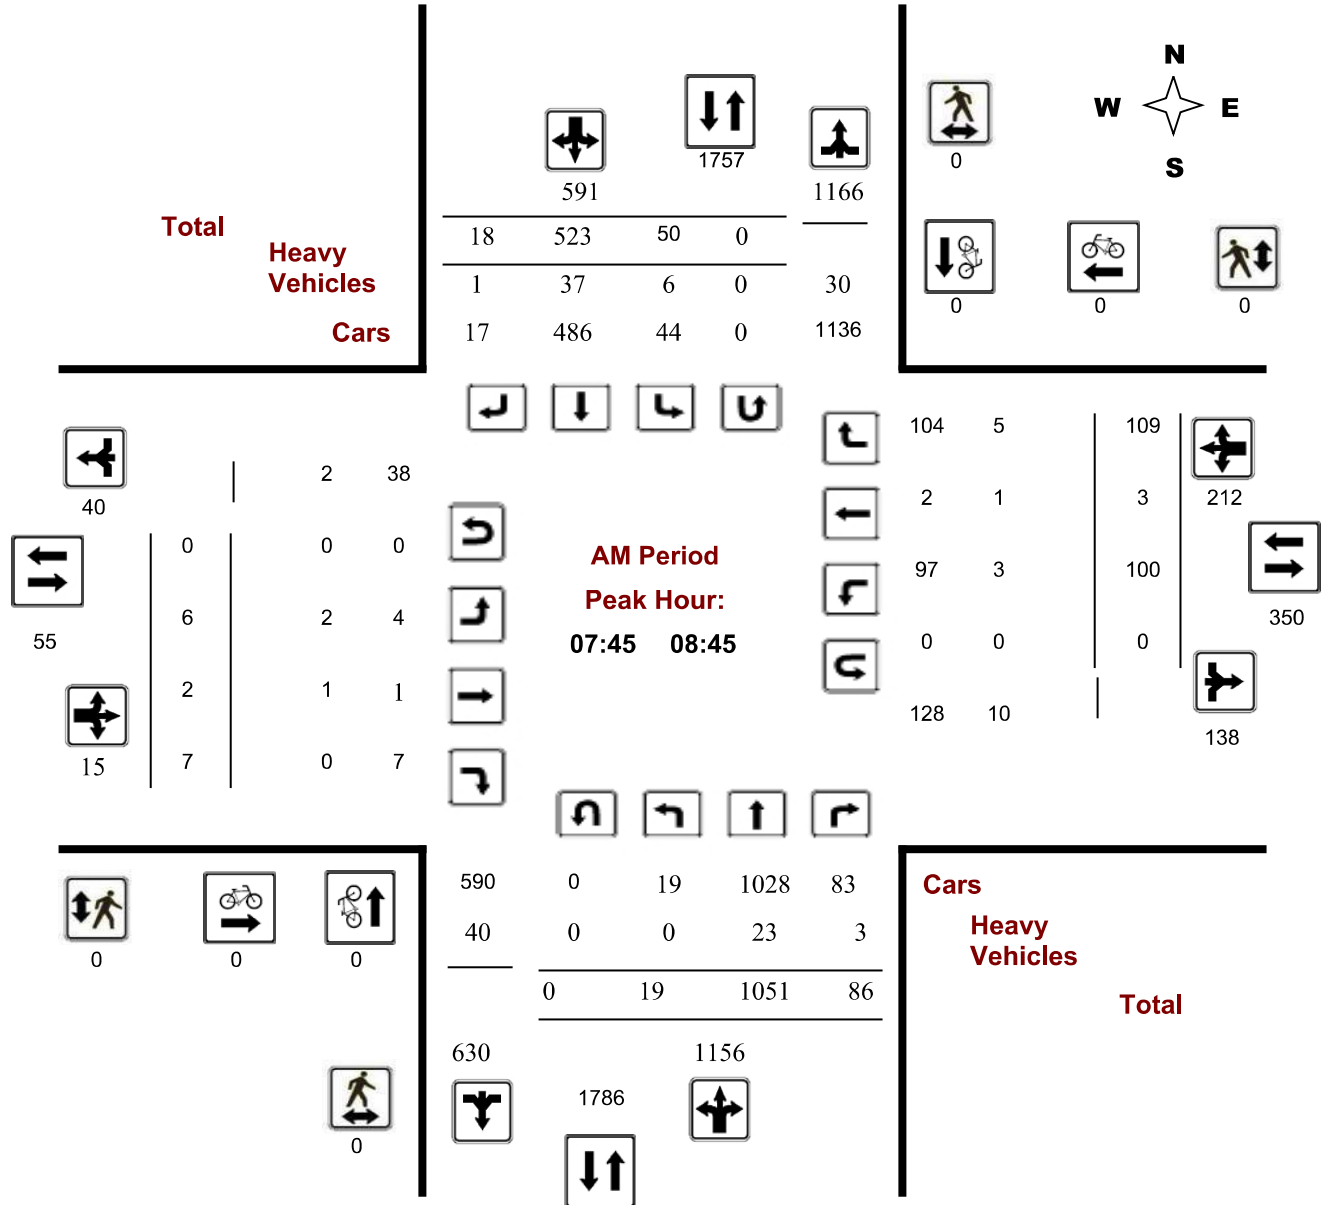 N
W E
S
0
1757
591 1166
Total
18 523 50 0
Heavy
Vehicles
1 37 6 0 30
0 0 0
Cars
17 486 44 0 1136
104 5 109
2 38
40
2 1 3 212
0 0 0
AM Period
97 3 100
Peak Hour:
6 2 4
350
55
07:45 08:45
0 0 0
2 1 1
128 10
138
15 7 0 7
590 0 19 1028 83
Cars
40 0 0 23 3
Heavy
Vehicles
0 0 0
0 19 1051 86
Total
630 1156
1786
0